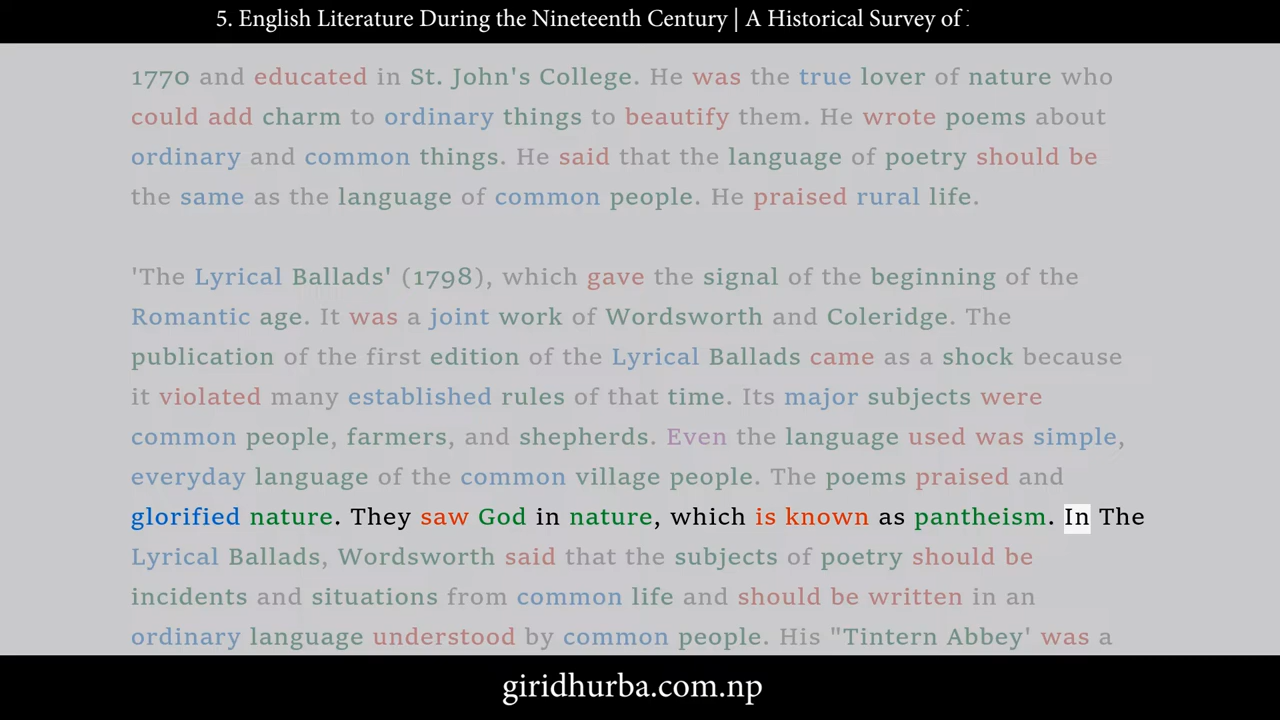 5. English Literature During the Nineteenth Century | A Historical Survey of
1770 and educated in St. John's College. He was the true lover of nature who
could add charm to ordinary things to beautify them. He wrote poems about
ordinary and common things. He said that the language of poetry should be
the same as the language of common people. He praised rural life.
'The Lyrical Ballads' (1798), which gave the signal of the beginning of the
Romantic age. It was a joint work of Wordsworth and Coleridge. The
publication of the first edition of the Lyrical Ballads came as a shock because
it violated many established rules of that time. Its major subjects were
common people, farmers, and shepherds. Even the language used was simple,
everyday language of the common village people. The poems praised and
glorified nature. They saw God in nature, which is known as pantheism. In The
Lyrical Ballads, Wordsworth said that the subjects of poetry should be
incidents and situations from common life and should be written in an
ordinary language understood by common people. His "Tintern Abbey' was a
giridhurba.com.np